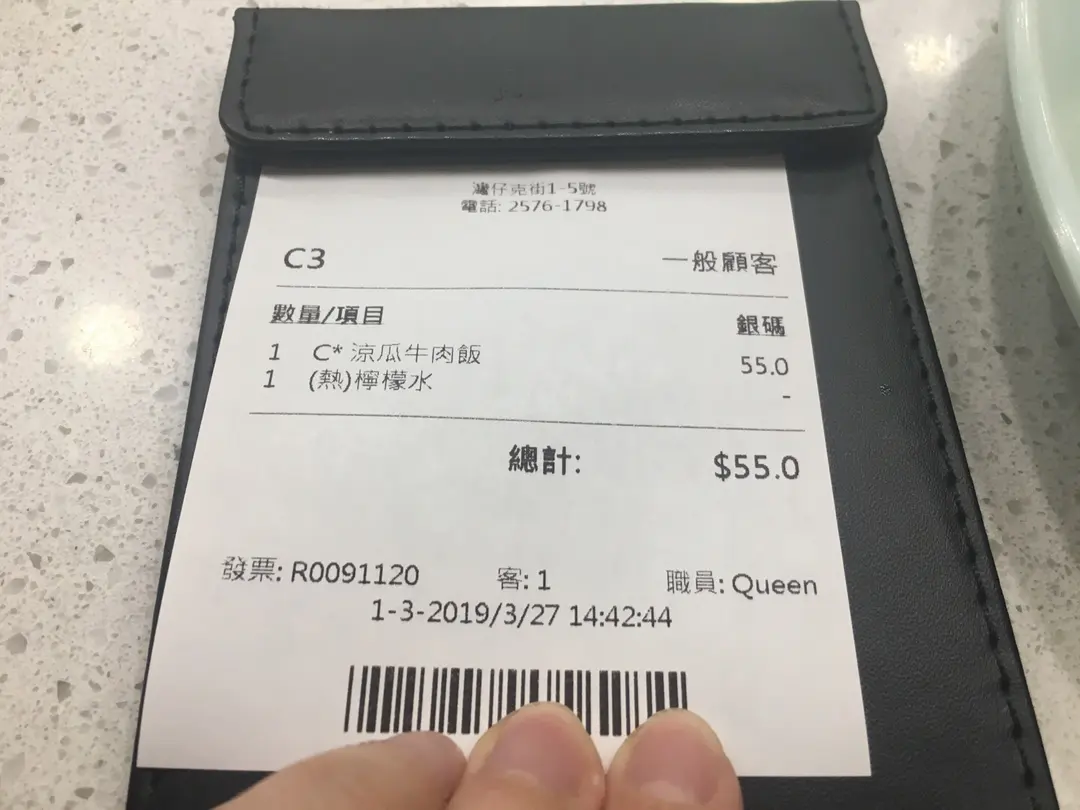 灣仔克街1-5號
電話: 2576-1798
C3 一般顧客
數量/項目 銀碼
1 C* 涼瓜牛肉飯 55.0
1 (熱)檸檬水 -
總計: $55.0
發票: R0091120 客: 1 職員: Queen
1-3-2019/3/27 14:42:44